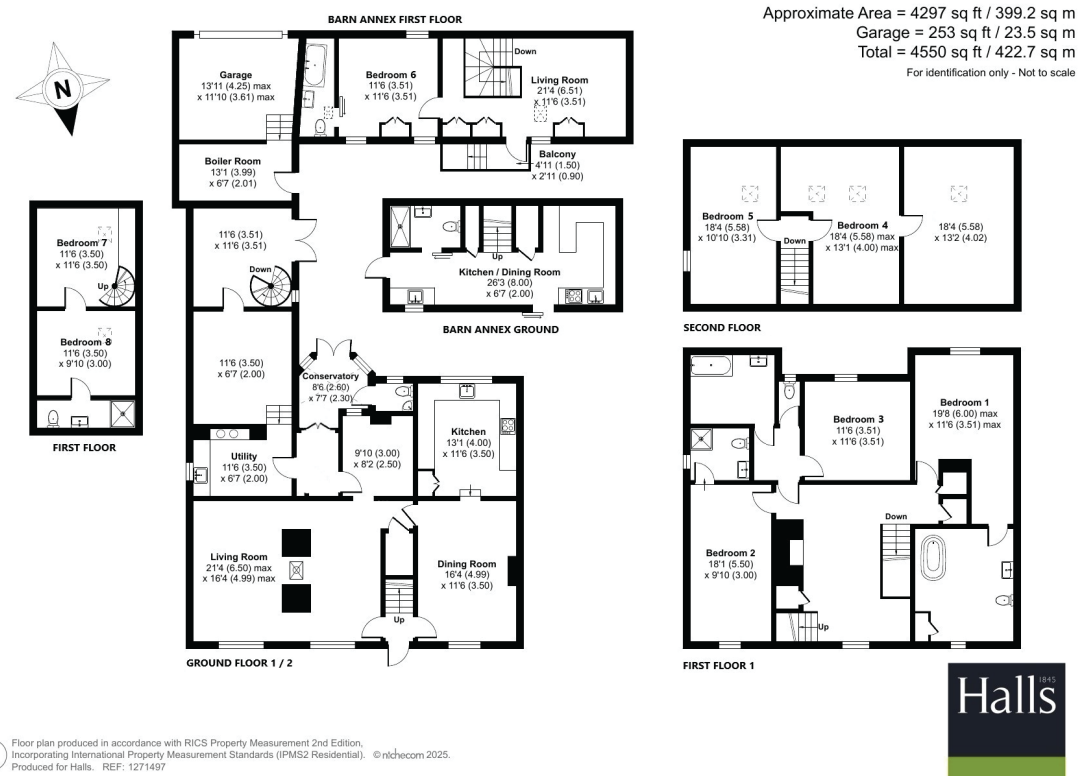 BARN ANNEX FIRST FLOOR
Approximate Area = 4297 sq ft / 399.2 sq m
Garage = 253 sq ft / 23.5 sq m
Total = 4550 sq ft / 422.7 sq m
For identification only - Not to scale
N
Garage
13'11 (4.25) max
x 11'10 (3.61) max
Bedroom 6
11'6 (3.51)
x 11'6 (3.51)
Down
Living Room
21'4 (6.51)
x 11'6 (3.51)
Boiler Room
13'1 (3.99)
x 6'7 (2.01)
Balcony
4'11 (1.50)
x 2'11 (0.90)
Bedroom 7
11'6 (3.50)
x 11'6 (3.50)
Up
Bedroom 8
11'6 (3.50)
x 9'10 (3.00)
FIRST FLOOR
11'6 (3.51)
x 11'6 (3.51)
Down
Up
Kitchen / Dining Room
26'3 (8.00)
x 6'7 (2.00)
BARN ANNEX GROUND
Bedroom 5
18'4 (5.58)
x 10'10 (3.31)
Down
Bedroom 4
18'4 (5.58) max
x 13'1 (4.00) max
18'4 (5.58)
x 13'2 (4.02)
SECOND FLOOR
11'6 (3.50)
x 6'7 (2.00)
Conservatory
8'6 (2.60)
x 7'7 (2.30)
Kitchen
13'1 (4.00)
x 11'6 (3.50)
Utility
11'6 (3.50)
x 6'7 (2.00)
9'10 (3.00)
x 8'2 (2.50)
Living Room
21'4 (6.50) max
x 16'4 (4.99) max
Dining Room
16'4 (4.99)
x 11'6 (3.50)
Up
GROUND FLOOR 1 / 2
Bedroom 3
11'6 (3.51)
x 11'6 (3.51)
Bedroom 1
19'8 (6.00) max
x 11'6 (3.51) max
Bedroom 2
18'1 (5.50)
x 9'10 (3.00)
Down
Up
FIRST FLOOR 1
Halls
1845
Floor plan produced in accordance with RICS Property Measurement 2nd Edition,
Incorporating International Property Measurement Standards (IPMS2 Residential). © nichecom 2025.
Produced for Halls. REF: 1271497